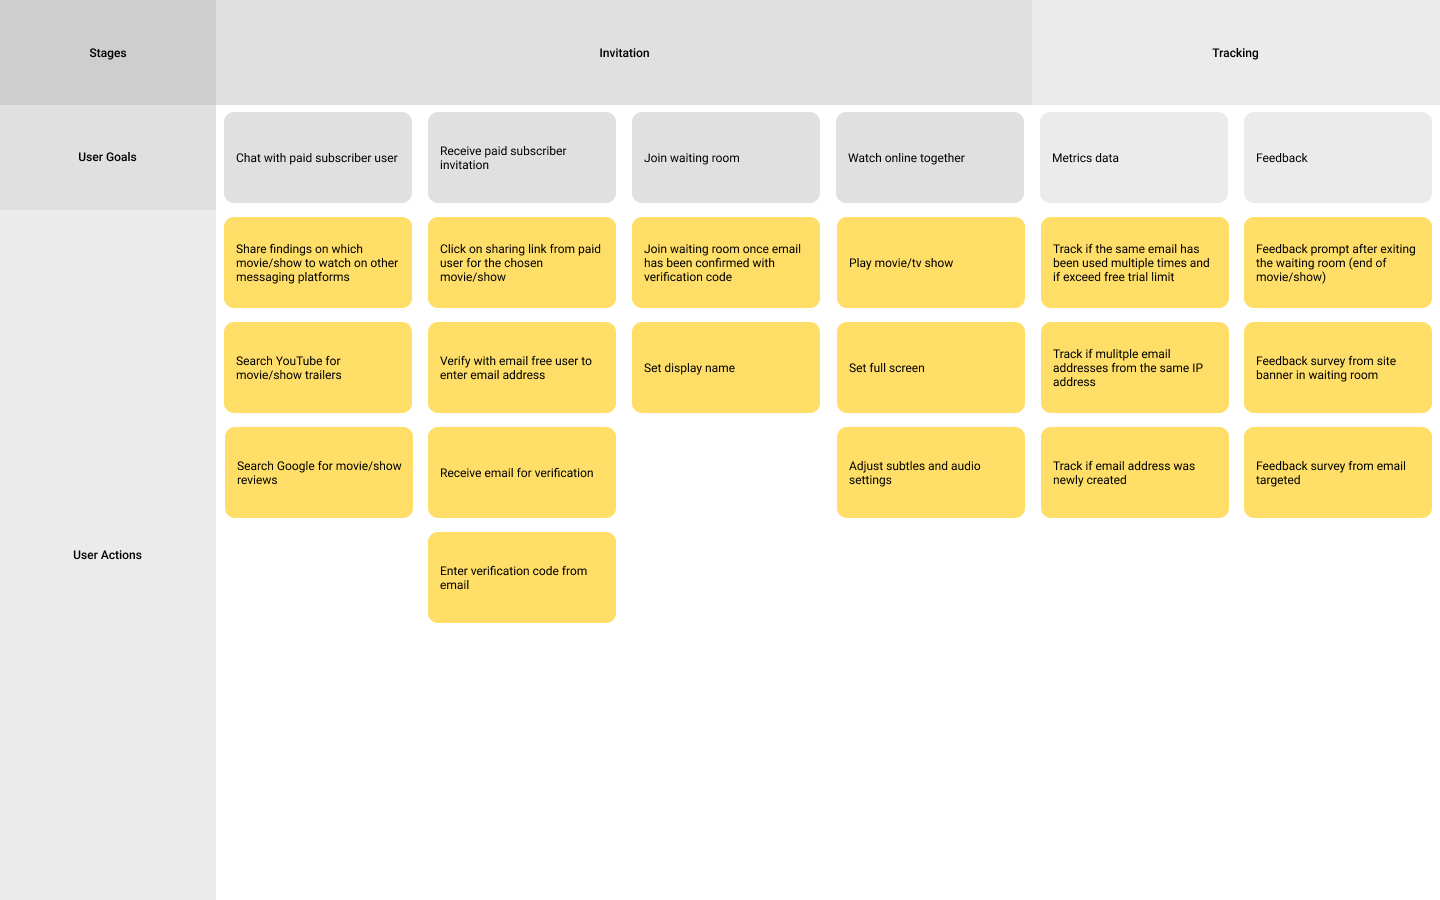 Stages
Invitation
Tracking
User Goals
Chat with paid subscriber user
Receive paid subscriber
invitation
Join waiting room
Watch online together
Metrics data
Feedback
User Actions
Share findings on which
movie/show to watch on other
messaging platforms
Click on sharing link from paid
user for the chosen
movie/show
Join waiting room once email
has been confirmed with
verification code
Play movie/tv show
Track if the same email has
been used multiple times and
if exceed free trial limit
Feedback prompt after exiting
the waiting room (end of
movie/show)
Search YouTube for
movie/show trailers
Verify with email free user to
enter email address
Set display name
Set full screen
Track if mulitple email
addresses from the same IP
address
Feedback survey from site
banner in waiting room
Search Google for movie/show
reviews
Receive email for verification
Adjust subtles and audio
settings
Track if email address was
newly created
Feedback survey from email
targeted
Enter verification code from
email